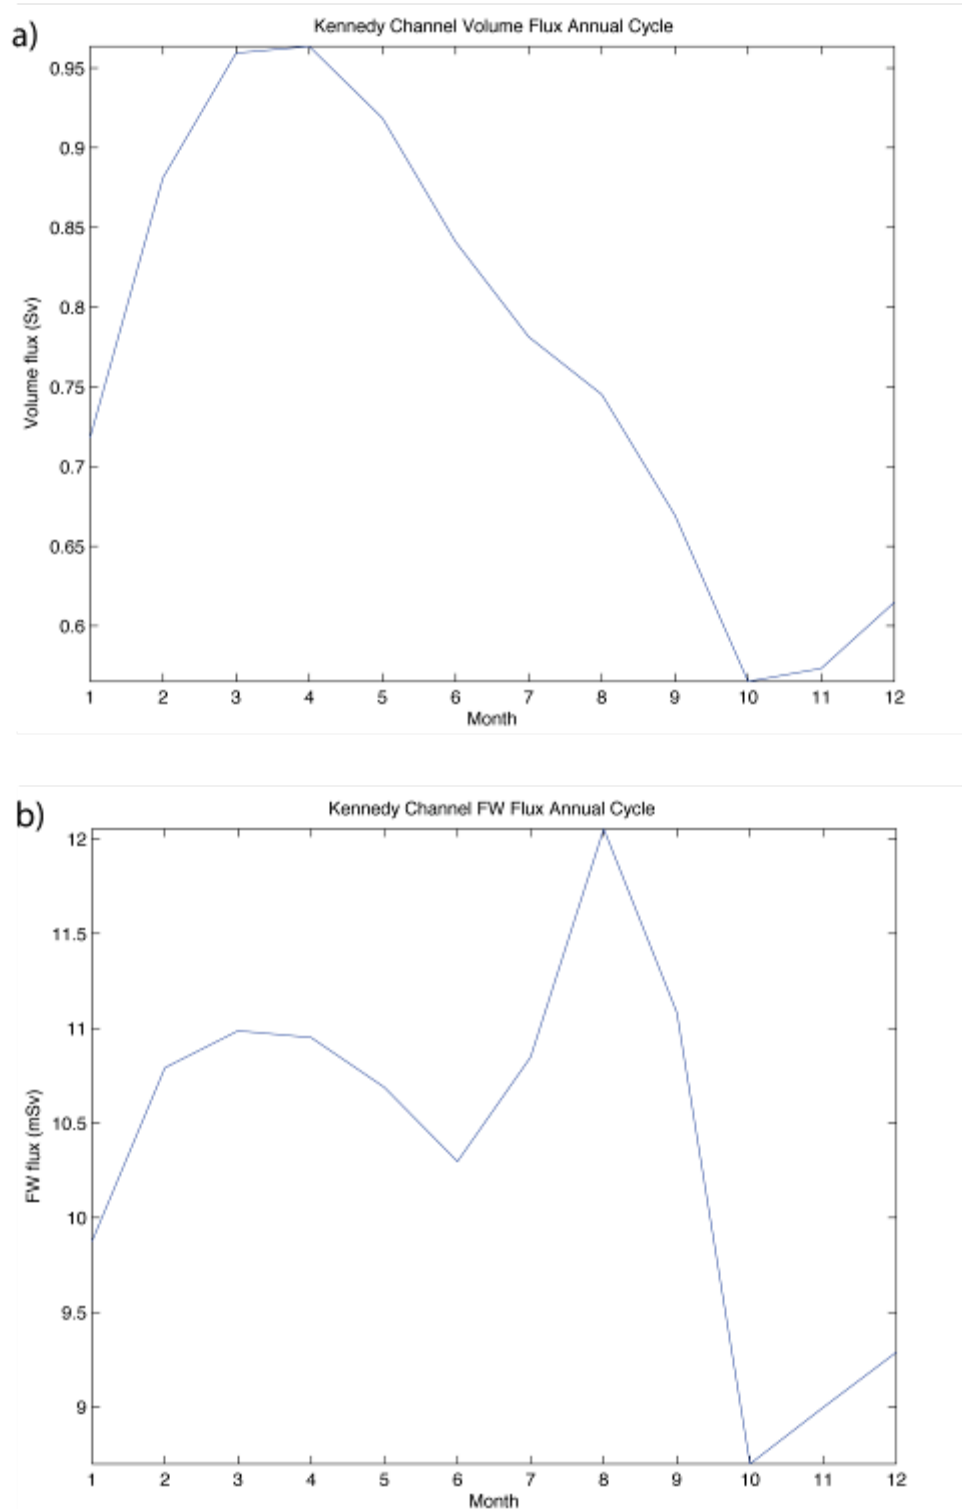 a)
Kennedy Channel Volume Flux Annual Cycle
0.95
0.9
0.85
0.8
0.75
0.7
0.65
0.6
Volume flux (Sv)
1 2 3 4 5 6 7 8 9 10 11 12
Month
b)
Kennedy Channel FW Flux Annual Cycle
12
11.5
11
10.5
10
9.5
9
FW flux (mSv)
1 2 3 4 5 6 7 8 9 10 11 12
Month